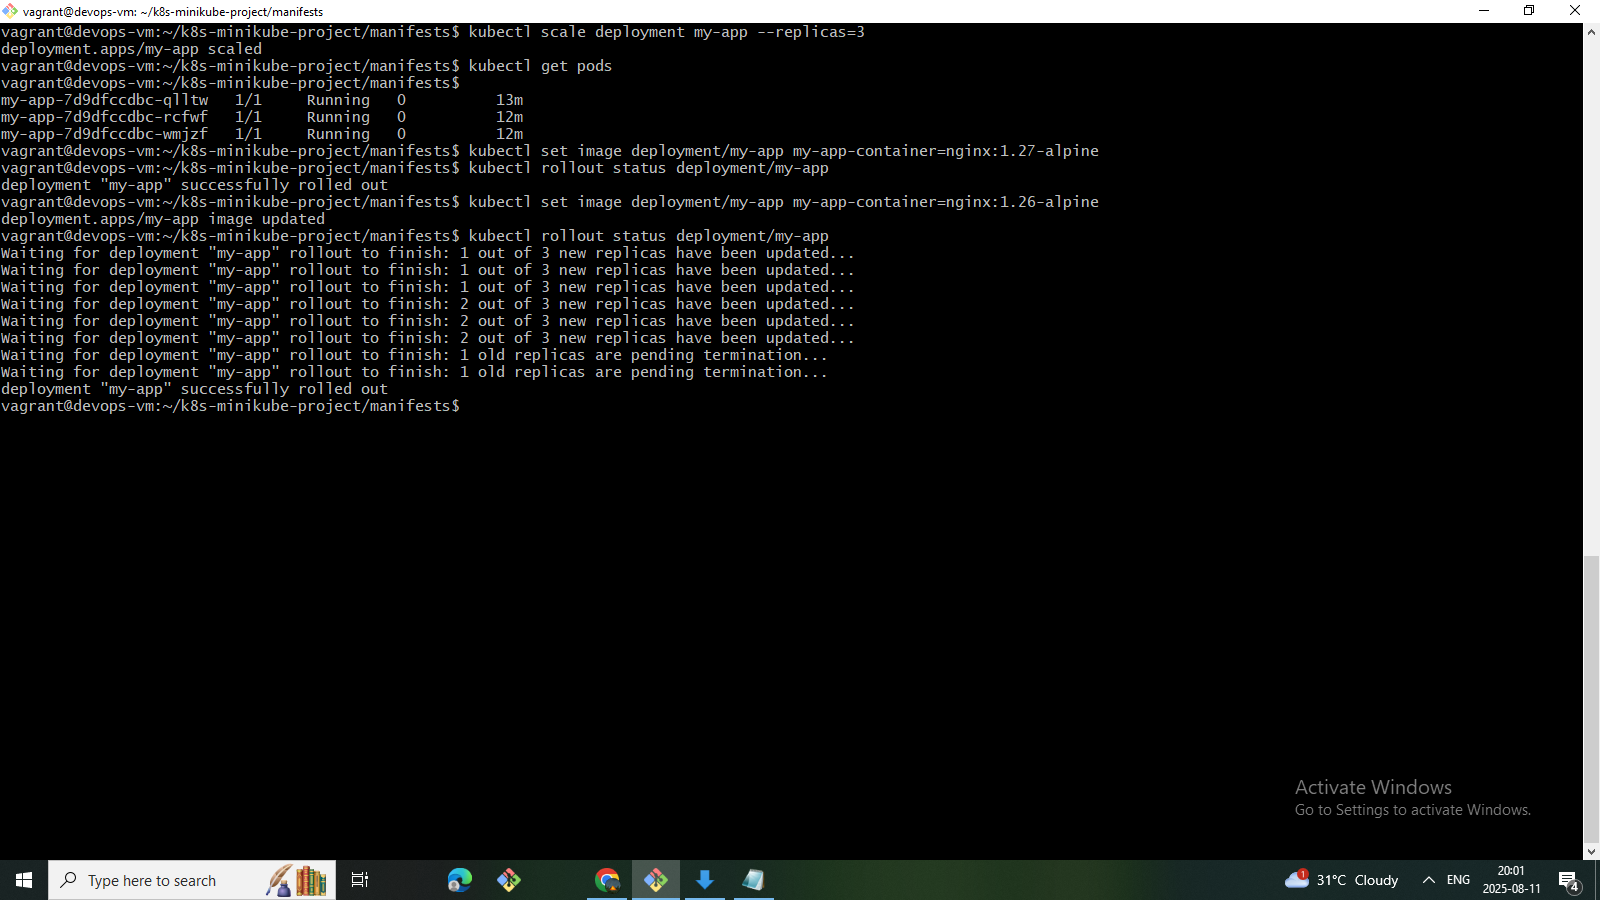 vagrant@devops-vm: ~/k8s-minikube-project/manifests
vagrant@devops-vm:~/k8s-minikube-project/manifests$ kubectl scale deployment my-app --replicas=3
deployment.apps/my-app scaled
vagrant@devops-vm:~/k8s-minikube-project/manifests$ kubectl get pods
vagrant@devops-vm:~/k8s-minikube-project/manifests$
my-app-7d9dfccdbc-qlltw   1/1     Running   0          13m
my-app-7d9dfccdbc-rcfwf   1/1     Running   0          12m
my-app-7d9dfccdbc-wmjzf   1/1     Running   0          12m
vagrant@devops-vm:~/k8s-minikube-project/manifests$ kubectl set image deployment/my-app my-app-container=nginx:1.27-alpine
vagrant@devops-vm:~/k8s-minikube-project/manifests$ kubectl rollout status deployment/my-app
deployment "my-app" successfully rolled out
vagrant@devops-vm:~/k8s-minikube-project/manifests$ kubectl set image deployment/my-app my-app-container=nginx:1.26-alpine
deployment.apps/my-app image updated
vagrant@devops-vm:~/k8s-minikube-project/manifests$ kubectl rollout status deployment/my-app
Waiting for deployment "my-app" rollout to finish: 1 out of 3 new replicas have been updated...
Waiting for deployment "my-app" rollout to finish: 1 out of 3 new replicas have been updated...
Waiting for deployment "my-app" rollout to finish: 1 out of 3 new replicas have been updated...
Waiting for deployment "my-app" rollout to finish: 2 out of 3 new replicas have been updated...
Waiting for deployment "my-app" rollout to finish: 2 out of 3 new replicas have been updated...
Waiting for deployment "my-app" rollout to finish: 2 out of 3 new replicas have been updated...
Waiting for deployment "my-app" rollout to finish: 1 old replicas are pending termination...
Waiting for deployment "my-app" rollout to finish: 1 old replicas are pending termination...
deployment "my-app" successfully rolled out
vagrant@devops-vm:~/k8s-minikube-project/manifests$
Activate Windows
Go to Settings to activate Windows.
Type here to search
1
31°C Cloudy
ENG
20:01
2025-08-11
4